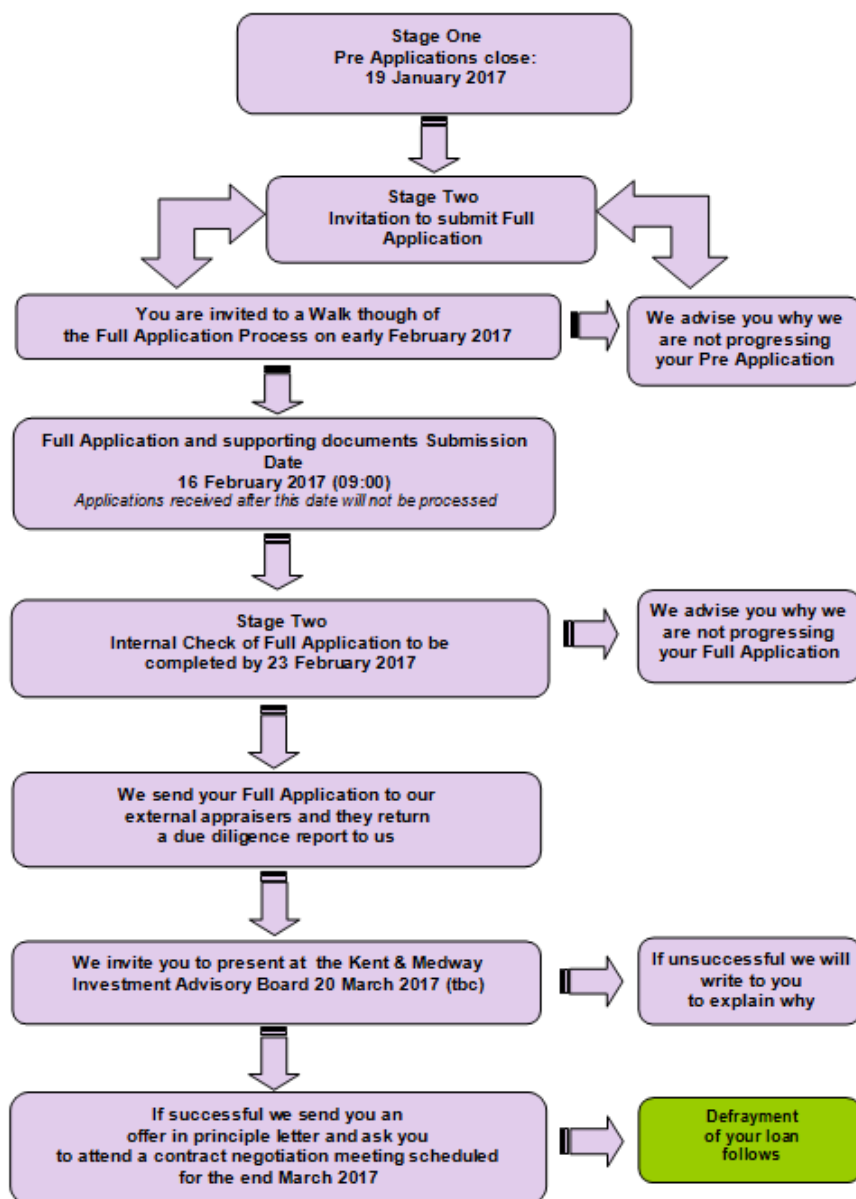 Stage One
Pre Applications close:
19 January 2017
Stage Two
Invitation to submit Full
Application
You are invited to a Walk though of
the Full Application Process on early February 2017
We advise you why we
are not progressing
your Pre Application
Full Application and supporting documents Submission
Date
16 February 2017 (09:00)
Applications received after this date will not be processed
Stage Two
Internal Check of Full Application to be
completed by 23 February 2017
We advise you why we
are not progressing
your Full Application
We send your Full Application to our
external appraisers and they return
a due diligence report to us
We invite you to present at the Kent & Medway
Investment Advisory Board 20 March 2017 (tbc)
If unsuccessful we will
write to you
to explain why
If successful we send you an
offer in principle letter and ask you
to attend a contract negotiation meeting scheduled
for the end March 2017
Defrayment
of your loan
follows